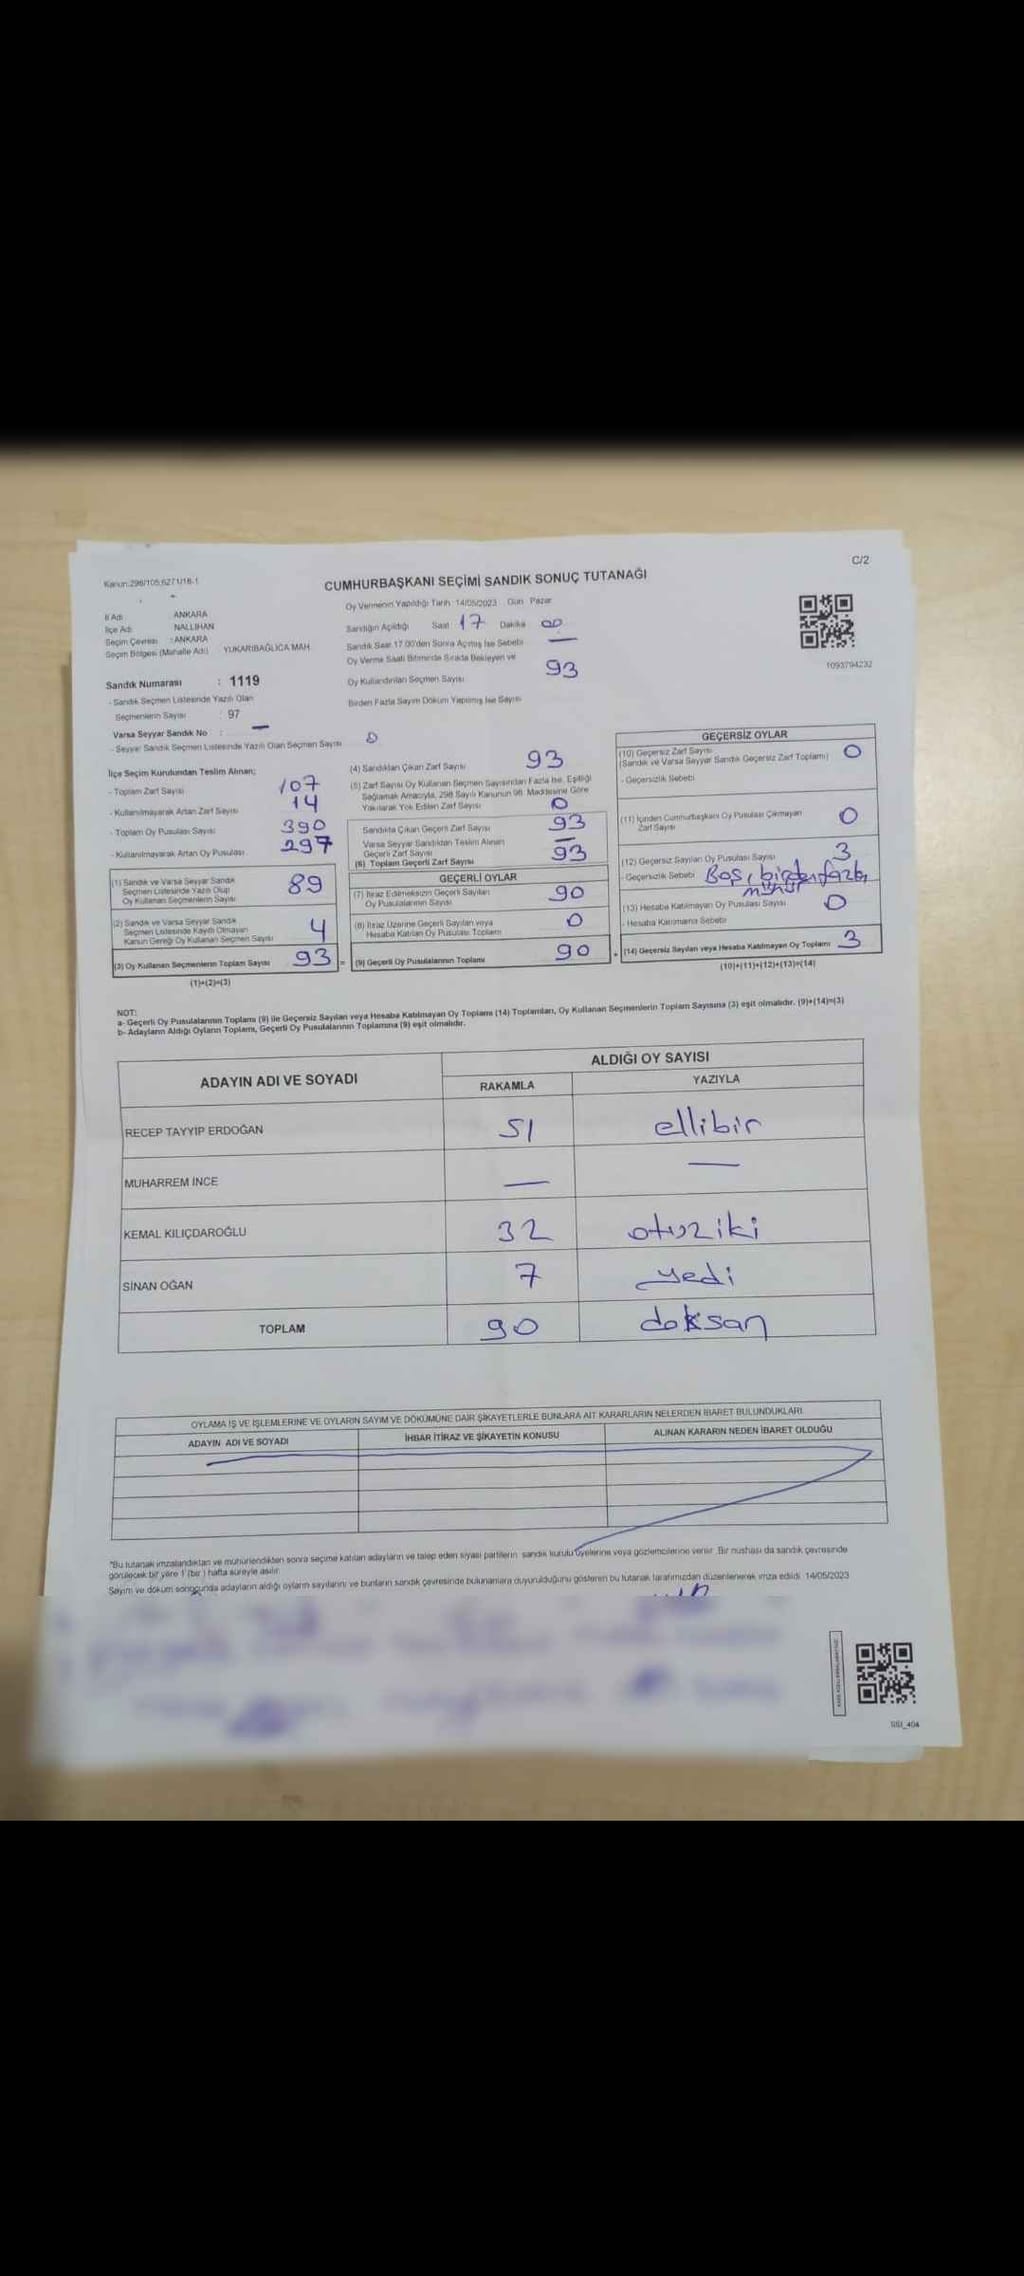 C/2
Kanun:298/105;6271/18-1
CUMHURBAŞKANI SEÇİMİ SANDIK SONUÇ TUTANAĞI
Oy Vermenin Yapıldığı Tarih 14/05/2023 Gün Pazar
İl Adı : ANKARA
İlçe Adı : NALLIHAN
Seçim Çevresi : ANKARA
Seçim Bölgesi (Mahalle Adı) YUKARIBAĞLICA MAH
Sandığın Açıldığı Saat 17 Dakika 00
Sandık Saat 17.00'den Sonra Açılmış İse Sebebi —
Oy Verme Saati Bitiminde Sırada Bekleyen ve
Oy Kullandırılan Seçmen Sayısı 93
Birden Fazla Sayım Döküm Yapılmış İse Sayısı
1093794232
Sandık Numarası : 1119
- Sandık Seçmen Listesinde Yazılı Olan
Seçmenlerin Sayısı : 97
Varsa Seyyar Sandık No : —
- Seyyar Sandık Seçmen Listesinde Yazılı Olan Seçmen Sayısı 0
İlçe Seçim Kurulundan Teslim Alınan;
- Toplam Zarf Sayısı 107
- Kullanılmayarak Artan Zarf Sayısı 14
- Toplam Oy Pusulası Sayısı 390
- Kullanılmayarak Artan Oy Pusulası 297
(1) Sandık ve Varsa Seyyar Sandık
Seçmen Listesinde Yazılı Olup
Oy Kullanan Seçmenlerin Sayısı 89
(2) Sandık ve Varsa Seyyar Sandık
Seçmen Listesinde Kayıtlı Olmayan
Kanun Gereği Oy Kullanan Seçmen Sayısı 4
(3) Oy Kullanan Seçmenlerin Toplam Sayısı 93 =
(1)+(2)=(3)
(4) Sandıktan Çıkan Zarf Sayısı 93
(5) Zarf Sayısı Oy Kullanan Seçmen Sayısından Fazla İse, Eşitliği
Sağlamak Amacıyla, 298 Sayılı Kanunun 98. Maddesine Göre
Yakılarak Yok Edilen Zarf Sayısı 0
Sandıkta Çıkan Geçerli Zarf Sayısı 93
Varsa Seyyar Sandıktan Teslim Alınan
Geçerli Zarf Sayısı —
(6) Toplam Geçerli Zarf Sayısı 93
GEÇERLİ OYLAR
(7) İtiraz Edilmeksizin Geçerli Sayılan
Oy Pusulalarının Sayısı 90
(8) İtiraz Üzerine Geçerli Sayılan veya
Hesaba Katılan Oy Pusulası Toplamı 0
(9) Geçerli Oy Pusulalarının Toplamı 90 +
GEÇERSİZ OYLAR
(10) Geçersiz Zarf Sayısı
(Sandık ve Varsa Seyyar Sandık Geçersiz Zarf Toplamı) 0
- Geçersizlik Sebebi
(11) İçinden Cumhurbaşkanı Oy Pusulası Çıkmayan
Zarf Sayısı 0
(12) Geçersiz Sayılan Oy Pusulası Sayısı 3
- Geçersizlik Sebebi Boş, birden fazla
mühür
(13) Hesaba Katılmayan Oy Pusulası Sayısı 0
- Hesaba Katılmama Sebebi
(14) Geçersiz Sayılan veya Hesaba Katılmayan Oy Toplamı 3
(10)+(11)+(12)+(13)=(14)
NOT:
a- Geçerli Oy Pusulalarının Toplamı (9) ile Geçersiz Sayılan veya Hesaba Katılmayan Oy Toplamı (14) Toplamları, Oy Kullanan Seçmenlerin Toplam Sayısına (3) eşit olmalıdır. (9)+(14)=(3)
b- Adayların Aldığı Oyların Toplamı, Geçerli Oy Pusulalarının Toplamına (9) eşit olmalıdır.
ADAYIN ADI VE SOYADI
ALDIĞI OY SAYISI
RAKAMLA YAZIYLA
RECEP TAYYİP ERDOĞAN 51 ellibir
MUHARREM İNCE — —
KEMAL KILIÇDAROĞLU 32 otuziki
SİNAN OĞAN 7 yedi
TOPLAM 90 doksan
OYLAMA İŞ VE İŞLEMLERİNE VE OYLARIN SAYIM VE DÖKÜMÜNE DAİR ŞİKAYETLERLE BUNLARA AİT KARARLARIN NELERDEN İBARET BULUNDUKLARI
ADAYIN ADI VE SOYADI İHBAR İTİRAZ VE ŞİKAYETİN KONUSU ALINAN KARARIN NEDEN İBARET OLDUĞU
*Bu tutanak imzalandıktan ve mühürlendikten sonra seçime katılan adayların ve talep eden siyasi partilerin sandık kurulu üyelerine veya gözlemcilerine verilir. Bir nüshası da sandık çevresinde
görülecek bir yere 1 (bir) hafta süreyle asılır.
Sayım ve döküm sonucunda adayların aldığı oyların sayılarını ve bunların sandık çevresinde bulunanlara duyurulduğunu gösteren bu tutanak tarafımızdan düzenlenerek imza edildi. 14/05/2023
SSI_404